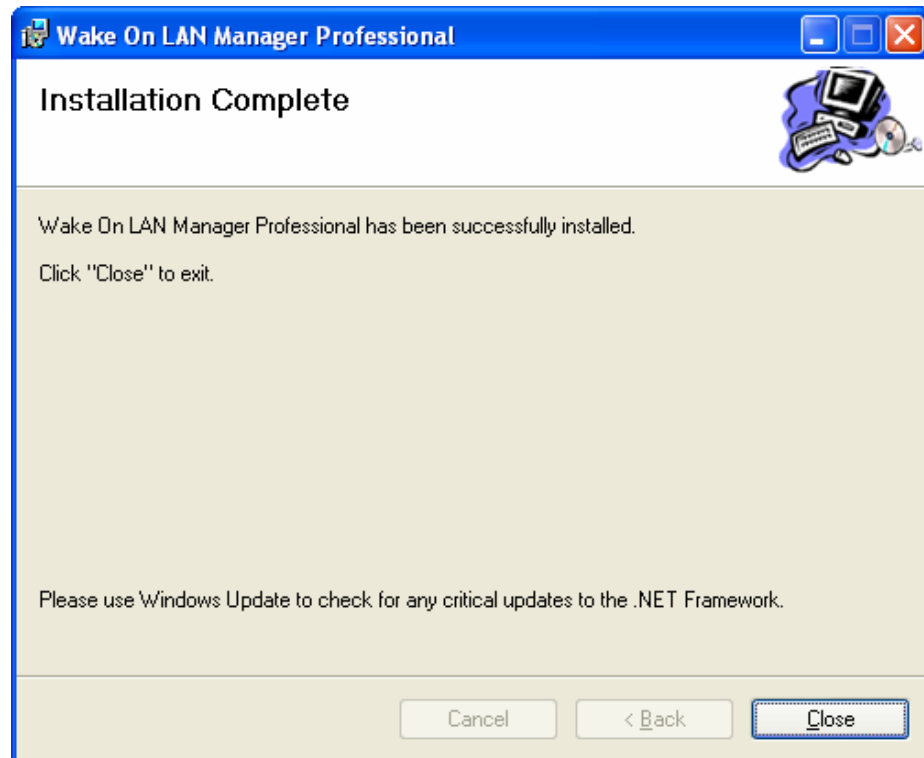 Wake On LAN Manager Professional
Installation Complete
Wake On LAN Manager Professional has been successfully installed.
Click "Close" to exit.
Please use Windows Update to check for any critical updates to the .NET Framework.
Cancel
< Back
Close